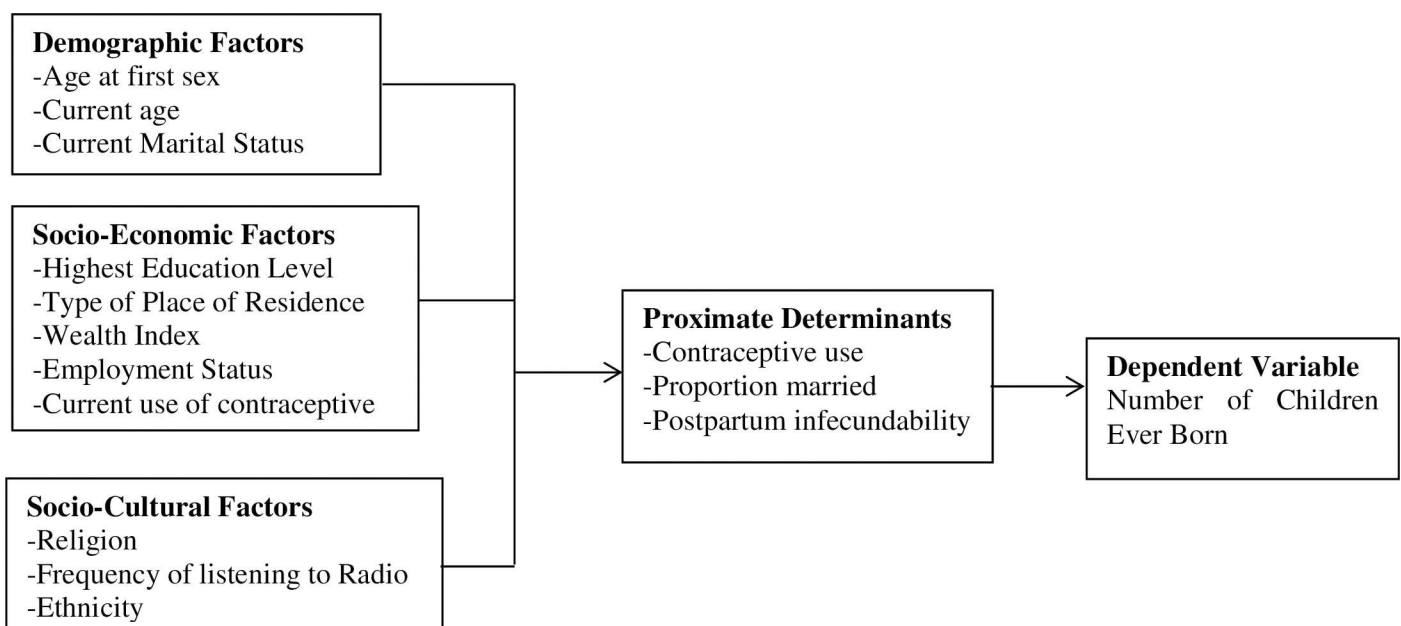 Demographic Factors
-Age at first sex
-Current age
-Current Marital Status
Socio-Economic Factors
-Highest Education Level
-Type of Place of Residence
-Wealth Index
-Employment Status
-Current use of contraceptive
Socio-Cultural Factors
-Religion
-Frequency of listening to Radio
-Ethnicity
Proximate Determinants
-Contraceptive use
-Proportion married
-Postpartum infecundability
Dependent Variable
Number of Children
Ever Born